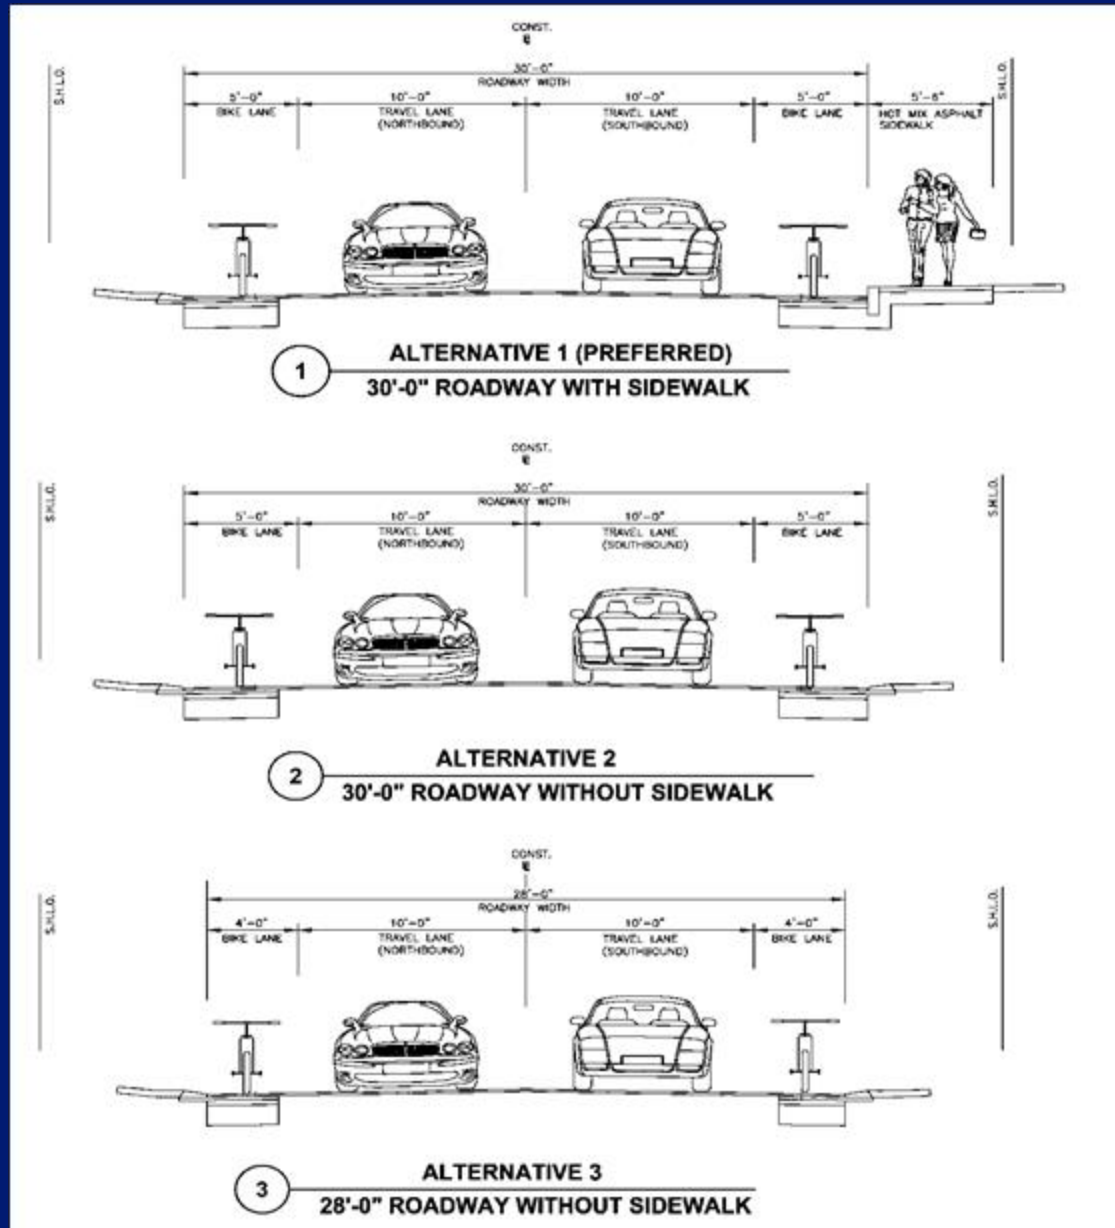 CONST.
℄
S.H.L.O.
S.H.L.O.
30'-0"
ROADWAY WIDTH
5'-0"
BIKE LANE
10'-0"
TRAVEL LANE
(NORTHBOUND)
10'-0"
TRAVEL LANE
(SOUTHBOUND)
5'-0"
BIKE LANE
5'-6"
HOT MIX ASPHALT
SIDEWALK
1
ALTERNATIVE 1 (PREFERRED)
30'-0" ROADWAY WITH SIDEWALK
CONST.
℄
S.H.L.O.
S.H.L.O.
30'-0"
ROADWAY WIDTH
5'-0"
BIKE LANE
10'-0"
TRAVEL LANE
(NORTHBOUND)
10'-0"
TRAVEL LANE
(SOUTHBOUND)
5'-0"
BIKE LANE
2
ALTERNATIVE 2
30'-0" ROADWAY WITHOUT SIDEWALK
CONST.
℄
S.H.L.O.
S.H.L.O.
28'-0"
ROADWAY WIDTH
4'-0"
BIKE LANE
10'-0"
TRAVEL LANE
(NORTHBOUND)
10'-0"
TRAVEL LANE
(SOUTHBOUND)
4'-0"
BIKE LANE
3
ALTERNATIVE 3
28'-0" ROADWAY WITHOUT SIDEWALK